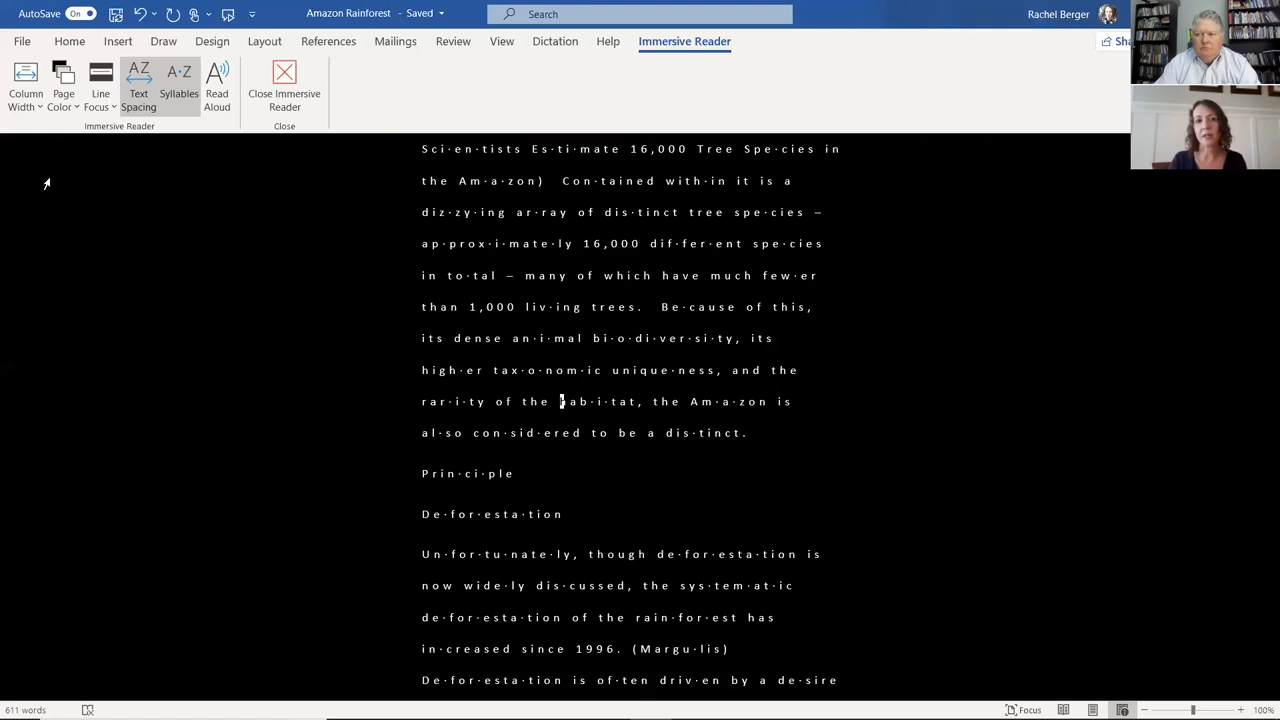 AutoSave On Amazon Rainforest - Saved Search Rachel Berger
File Home Insert Draw Design Layout References Mailings Review View Dictation Help Immersive Reader
Column Width Page Color Line Focus Text Spacing Syllables Read Aloud Close Immersive Reader
Immersive Reader Close
Sci·en·tists Es·ti·mate 16,000 Tree Spe·cies in
the Am·a·zon) Con·tained with·in it is a
diz·zy·ing ar·ray of dis·tinct tree spe·cies –
ap·prox·i·mate·ly 16,000 dif·fer·ent spe·cies
in to·tal – many of which have much few·er
than 1,000 liv·ing trees. Be·cause of this,
its dense an·i·mal bi·o·di·ver·si·ty, its
high·er tax·o·nom·ic unique·ness, and the
rar·i·ty of the hab·i·tat, the Am·a·zon is
al·so con·sid·ered to be a dis·tinct.
Prin·ci·ple
De·for·esta·tion
Un·for·tu·nate·ly, though de·for·esta·tion is
now wide·ly dis·cussed, the sys·tem·at·ic
de·for·esta·tion of the rain·for·est has
in·creased since 1996. (Margu·lis)
De·for·esta·tion is of·ten driv·en by a de·sire
611 words Focus 100%